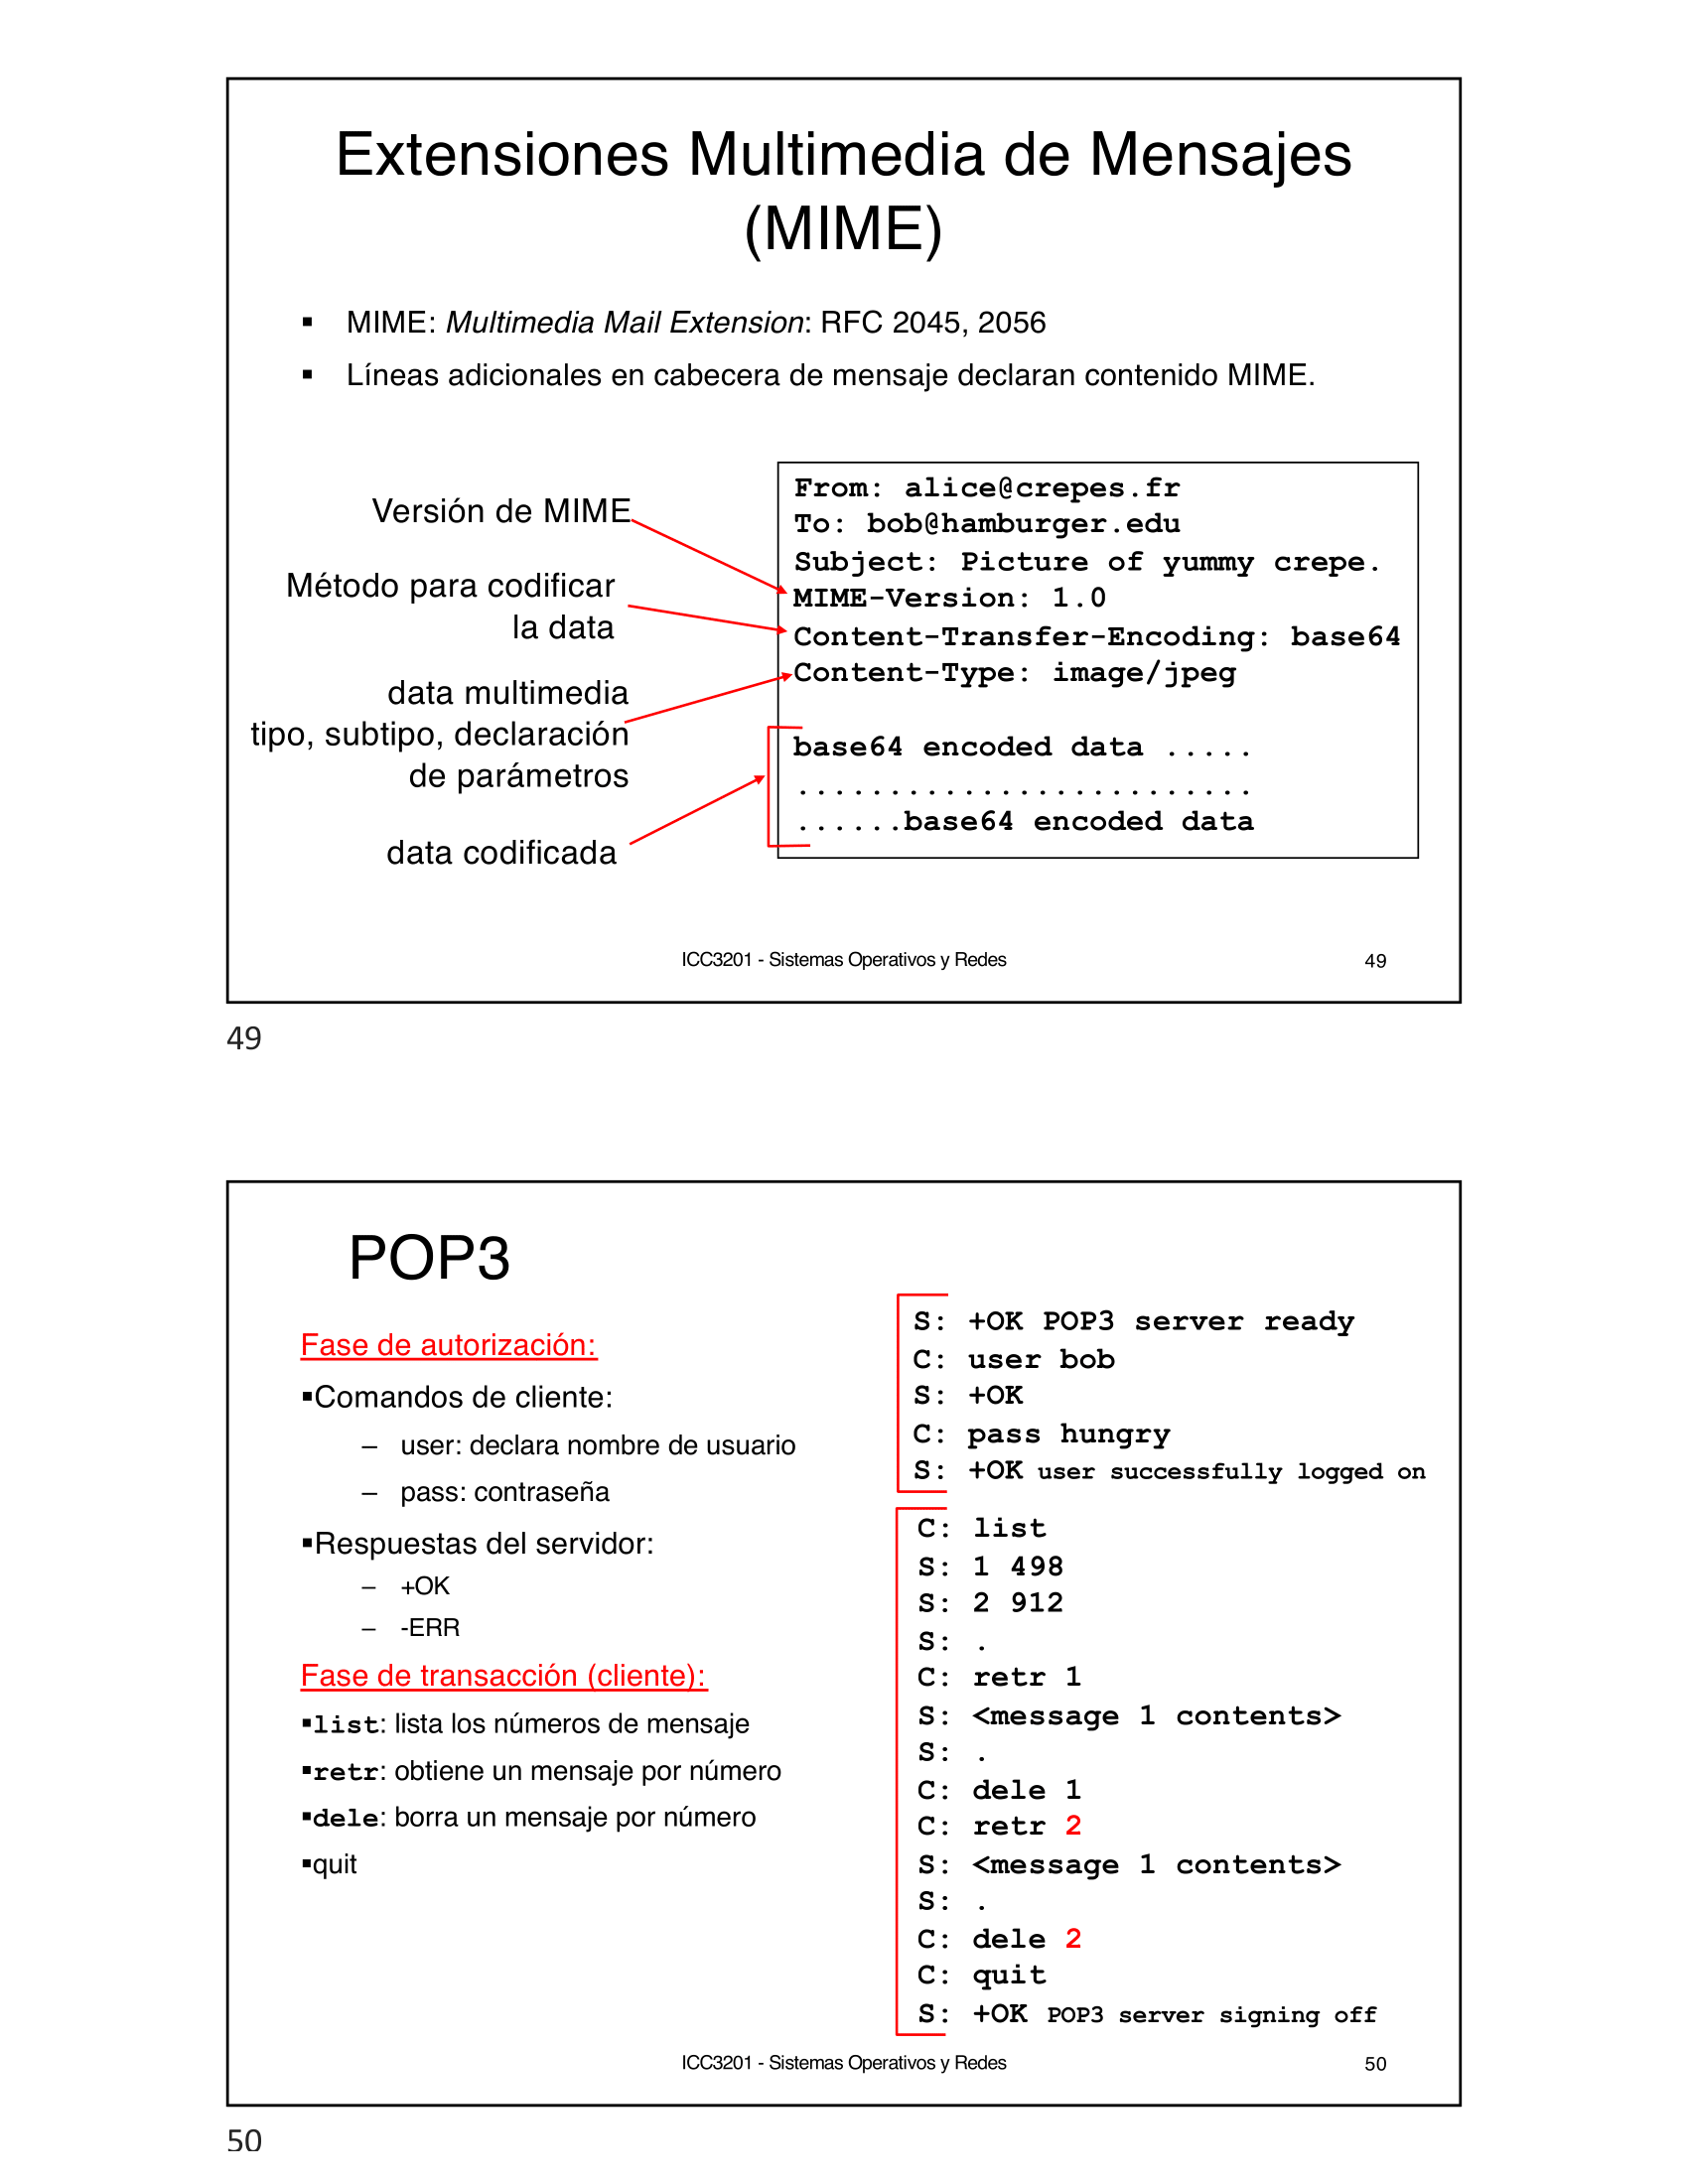 Extensiones Multimedia de Mensajes
(MIME)
▪ MIME: Multimedia Mail Extension: RFC 2045, 2056
▪ Líneas adicionales en cabecera de mensaje declaran contenido MIME.
Versión de MIME
Método para codificar
la data
data multimedia
tipo, subtipo, declaración
de parámetros
data codificada
From: alice@crepes.fr
To: bob@hamburger.edu
Subject: Picture of yummy crepe.
MIME-Version: 1.0
Content-Transfer-Encoding: base64
Content-Type: image/jpeg
base64 encoded data .....
.........................
......base64 encoded data
ICC3201 - Sistemas Operativos y Redes
49
49
POP3
Fase de autorización:
▪Comandos de cliente:
– user: declara nombre de usuario
– pass: contraseña
▪Respuestas del servidor:
– +OK
– -ERR
Fase de transacción (cliente):
▪list: lista los números de mensaje
▪retr: obtiene un mensaje por número
▪dele: borra un mensaje por número
▪quit
S: +OK POP3 server ready
C: user bob
S: +OK
C: pass hungry
S: +OK user successfully logged on
C: list
S: 1 498
S: 2 912
S: .
C: retr 1
S: <message 1 contents>
S: .
C: dele 1
C: retr 2
S: <message 1 contents>
S: .
C: dele 2
C: quit
S: +OK POP3 server signing off
ICC3201 - Sistemas Operativos y Redes
50
50